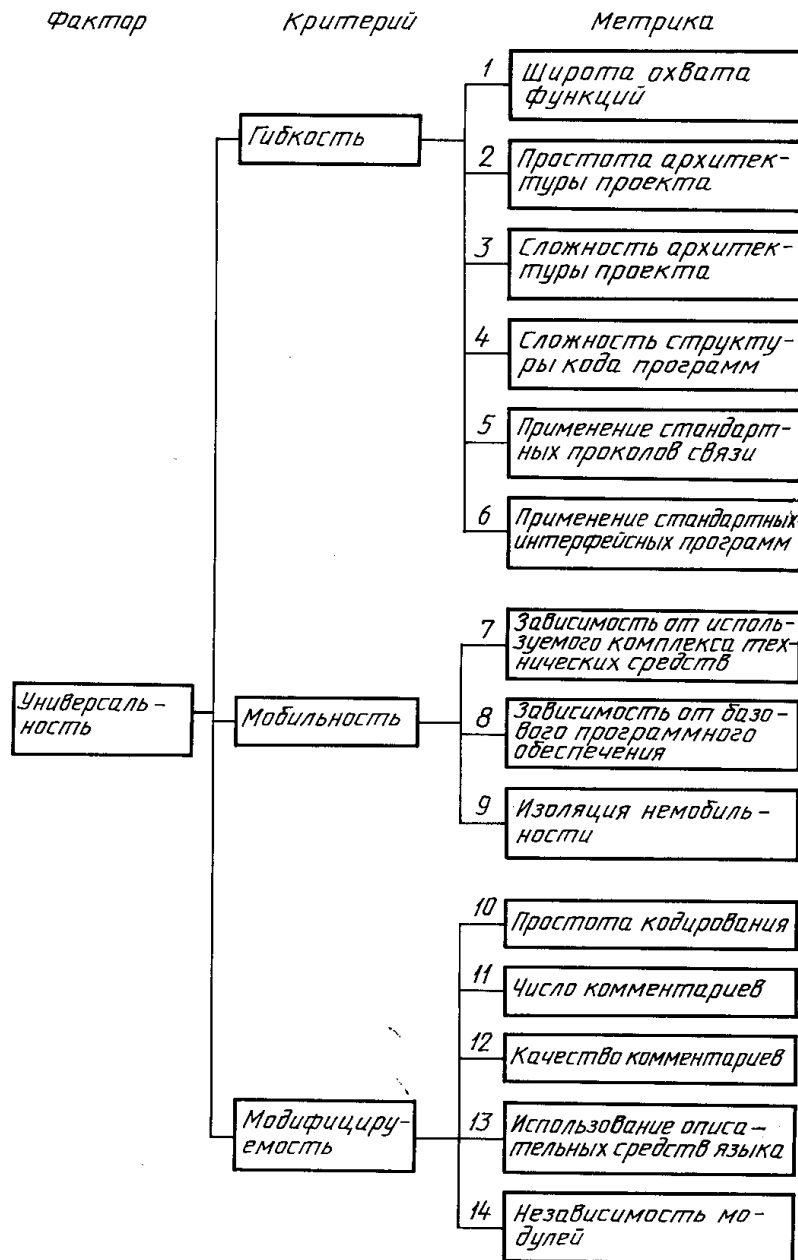 Фактор Критерий Метрика
1
Широта охвата
функций
Гибкость
2
Простота архитек-
туры проекта
3
Сложность архитек-
туры проекта
4
Сложность структу-
ры кода программ
5
Применение стандарт-
ных проколов связи
6
Применение стандартных
интерфейсных программ
7
Зависимость от исполь-
зуемого комплекса тех-
нических средств
Универсаль-
ность
Мобильность
8
Зависимость от базо-
вого программного
обеспечения
9
Изоляция немобиль-
ности
10
Простота кодирования
11
Число комментариев
12
Качество комментариев
Модифициру-
емость
13
Использование описа-
тельных средств языка
14
Независимость мо-
дулей